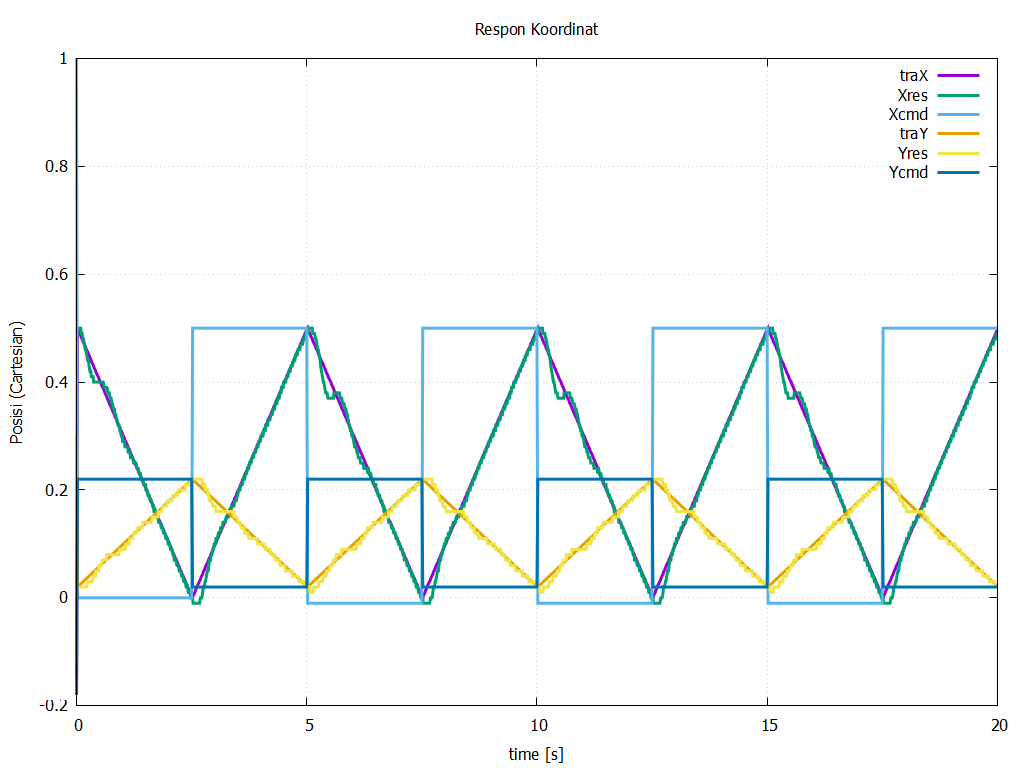 Respon Koordinat
traX
Xres
Xcmd
traY
Yres
Ycmd
1
0.8
0.6
0.4
0.2
0
-0.2
Posisi (Cartesian)
0 5 10 15 20
time [s]